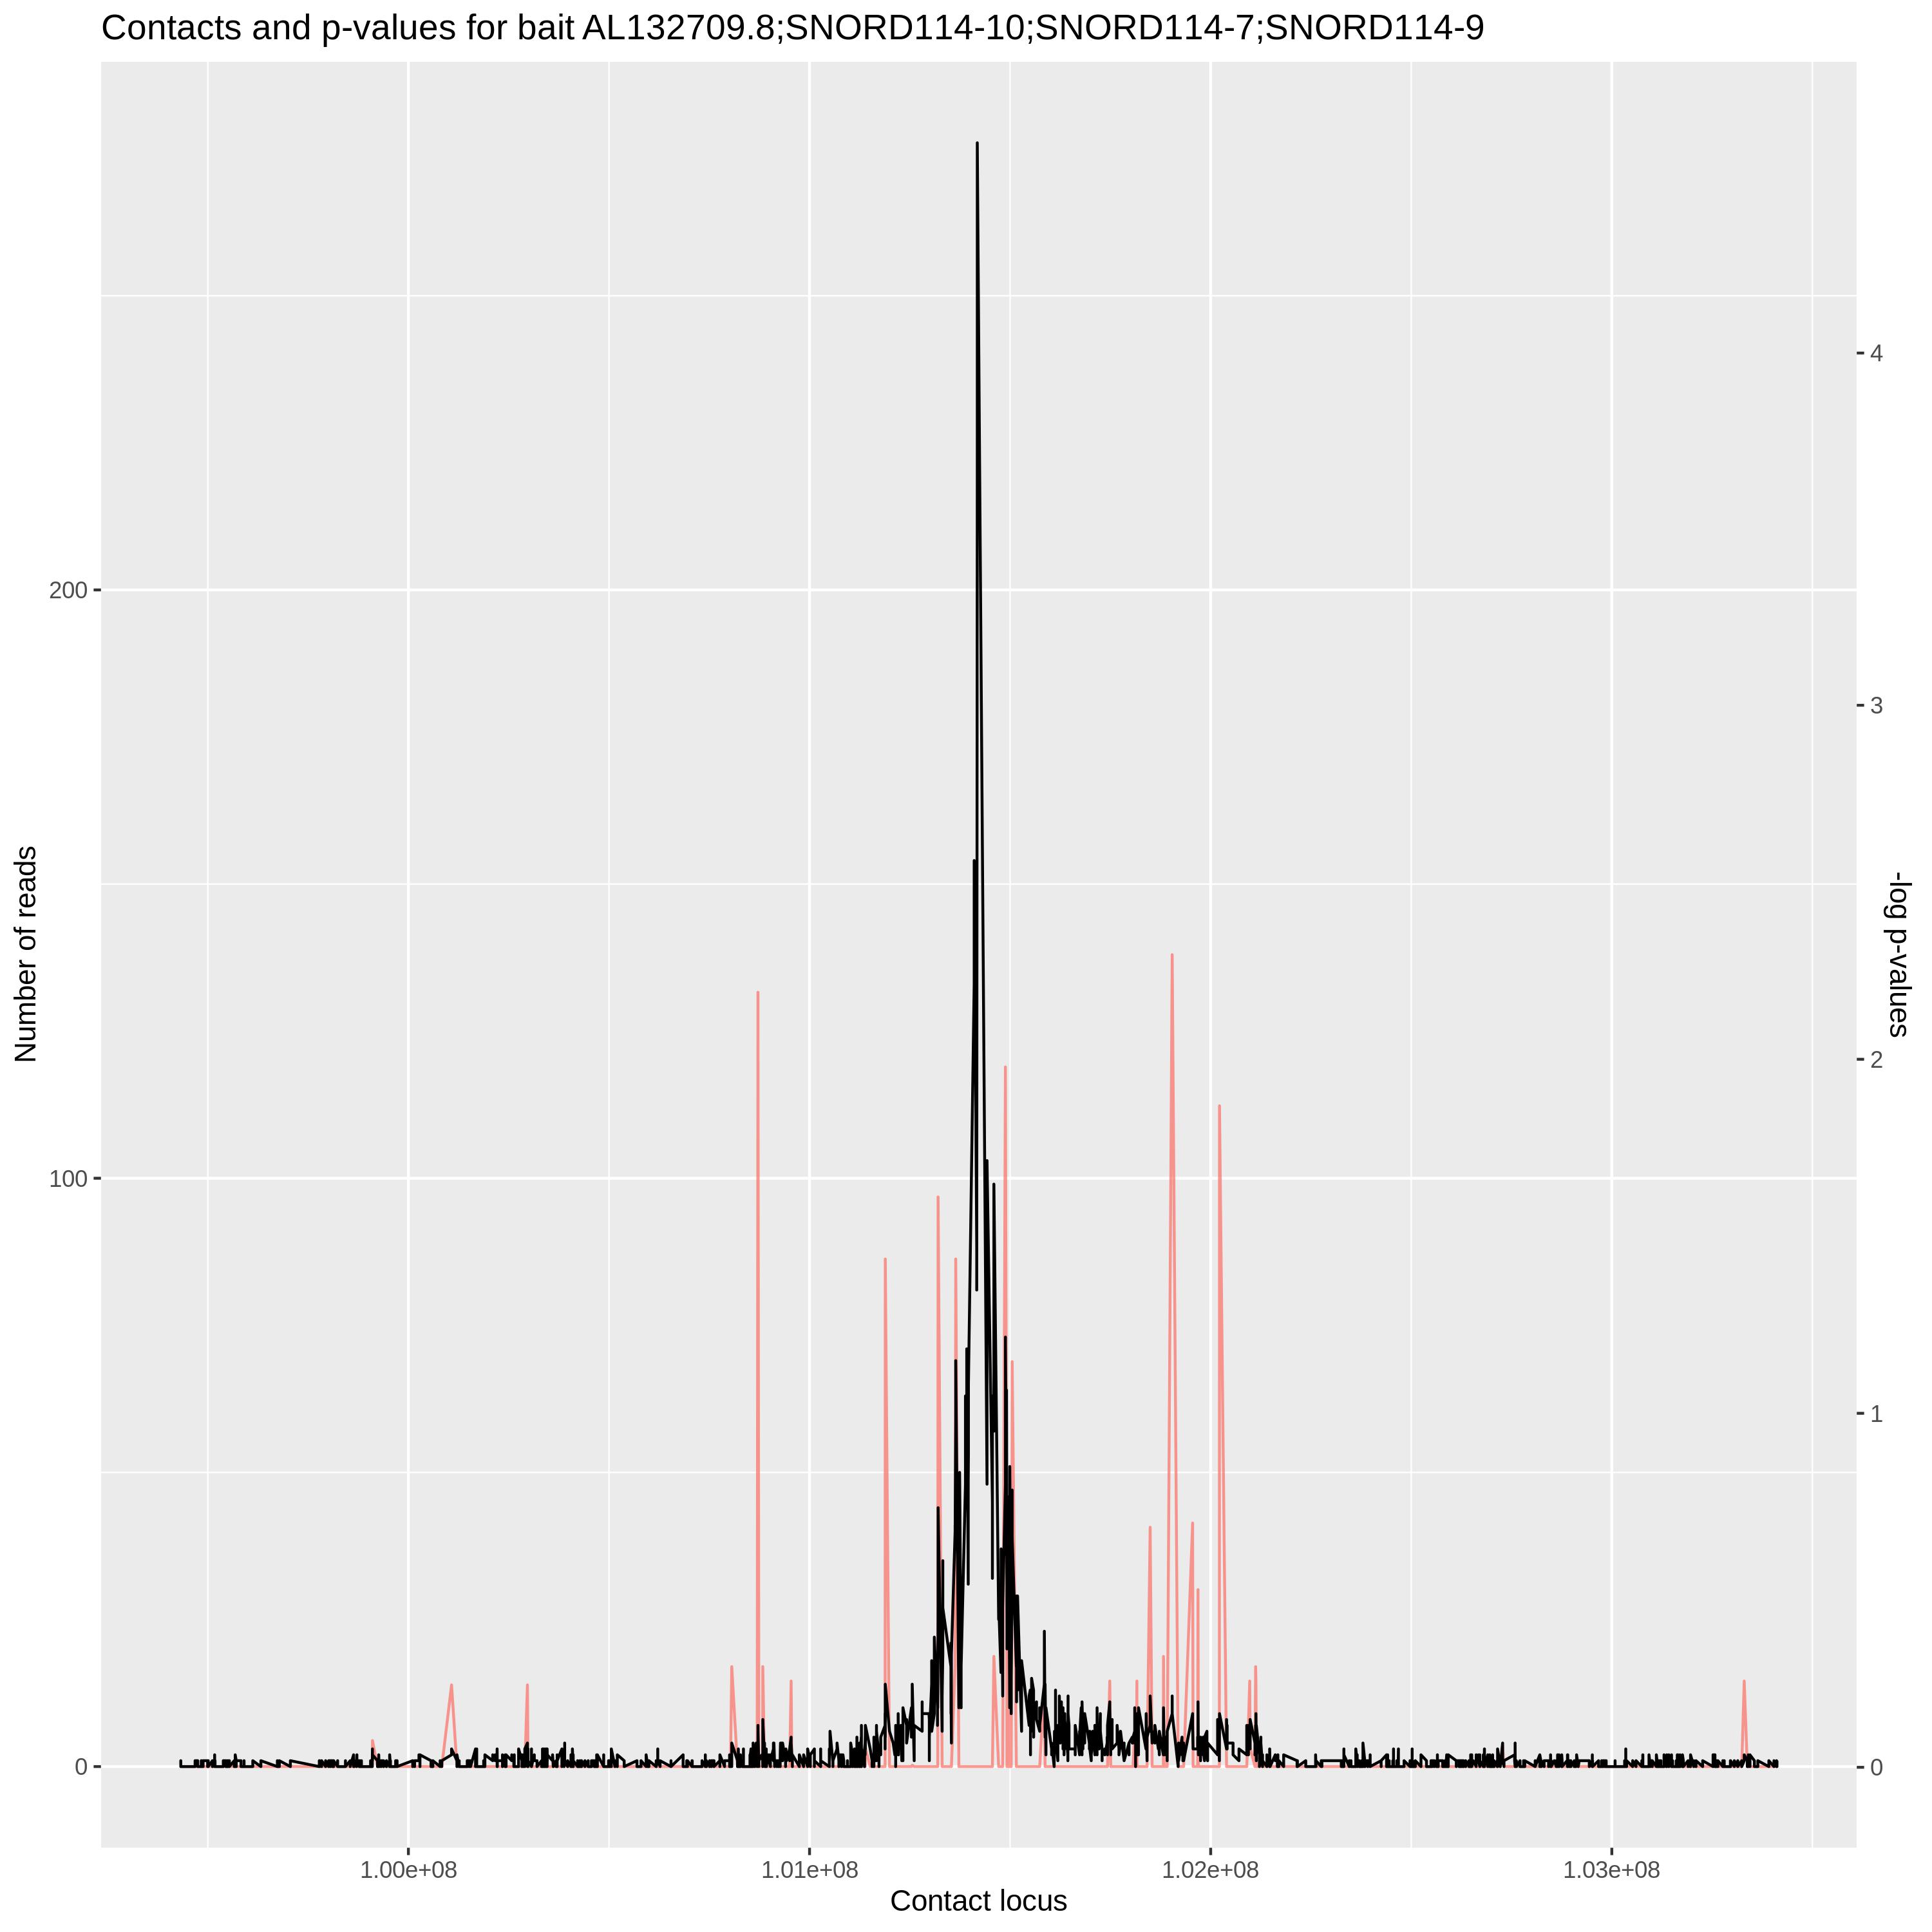 Contacts and p-values for bait AL132709.8;SNORD114-10;SNORD114-7;SNORD114-9
Number of reads
200
100
0
4
3
2
1
0
-log p-values
1.00e+08
1.01e+08
1.02e+08
1.03e+08
Contact locus